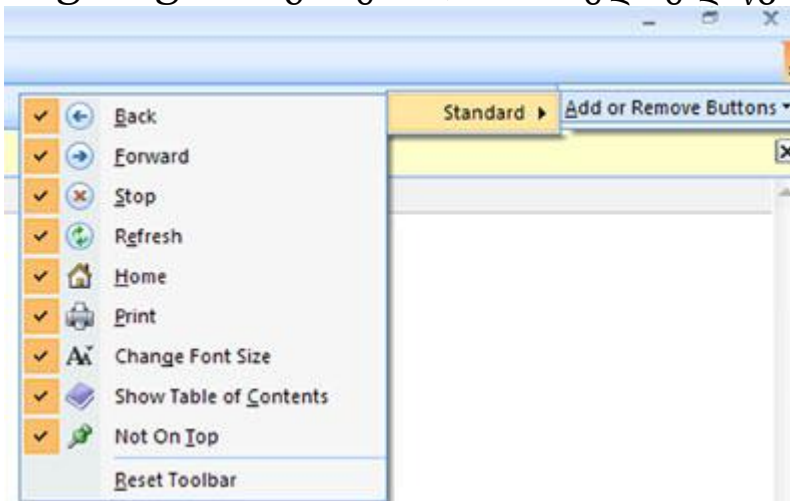 Standard
Add or Remove Buttons
Back
Forward
Stop
Refresh
Home
Print
Change Font Size
Show Table of Contents
Not On Top
Reset Toolbar